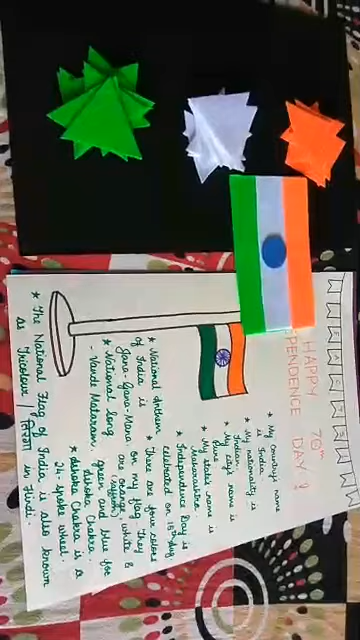 HAPPY 70th
PENDENCE DAY!
* My country's name
is India.
* My nationality is
Indian
* My city's name is
Pune
* My state's name is
Maharashtra.
* Independence Day is
celebrated on 15th Aug
* There are four colors
on my flag. They
are orange, white &
(saffron)
green and blue for
Ashoka Chakra.
* Ashoka Chakra is a
24-spoke wheel.
* National Anthem
of India is
Jana-Gana-Mana
* National Song
- Vande Mataram.
* The National Flag of India is also known
as Tricolour / तिरंगा in Hindi.